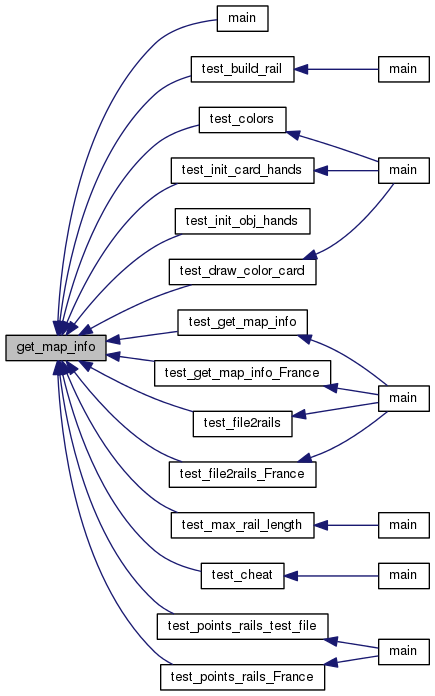 main
test_build_rail
main
test_colors
test_init_card_hands
main
test_init_obj_hands
test_draw_color_card
get_map_info
test_get_map_info
test_get_map_info_France
main
test_file2rails
test_file2rails_France
test_max_rail_length
main
test_cheat
main
test_points_rails_test_file
main
test_points_rails_France